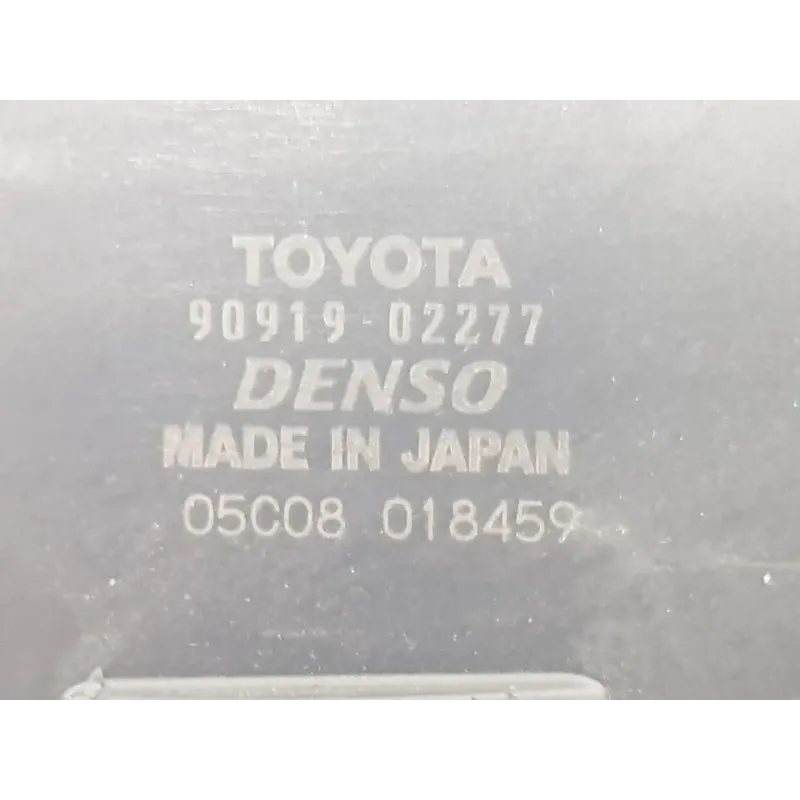 TOYOTA
90919-02277
DENSO
MADE IN JAPAN
05C08 018459